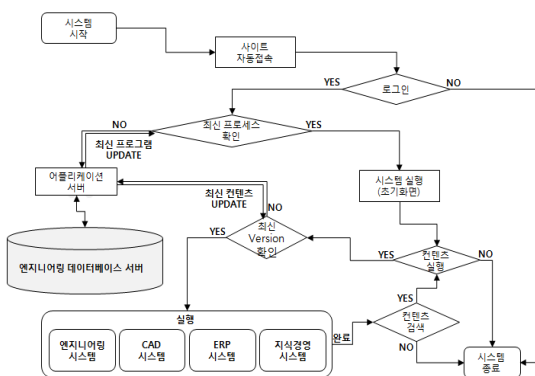 시스템
시작
사이트
자동접속
로그인
YES
NO
최신 프로세스
확인
NO
YES
최신 프로그램
UPDATE
어플리케이션
서버
시스템 실행
(초기화면)
최신 컨텐츠
UPDATE
NO
최신
Version
확인
YES
YES
컨텐츠
실행
NO
엔지니어링 데이터베이스 서버
YES
컨텐츠
검색
NO
실행
엔지니어링
시스템
CAD
시스템
ERP
시스템
지식경영
시스템
완료
시스템
종료